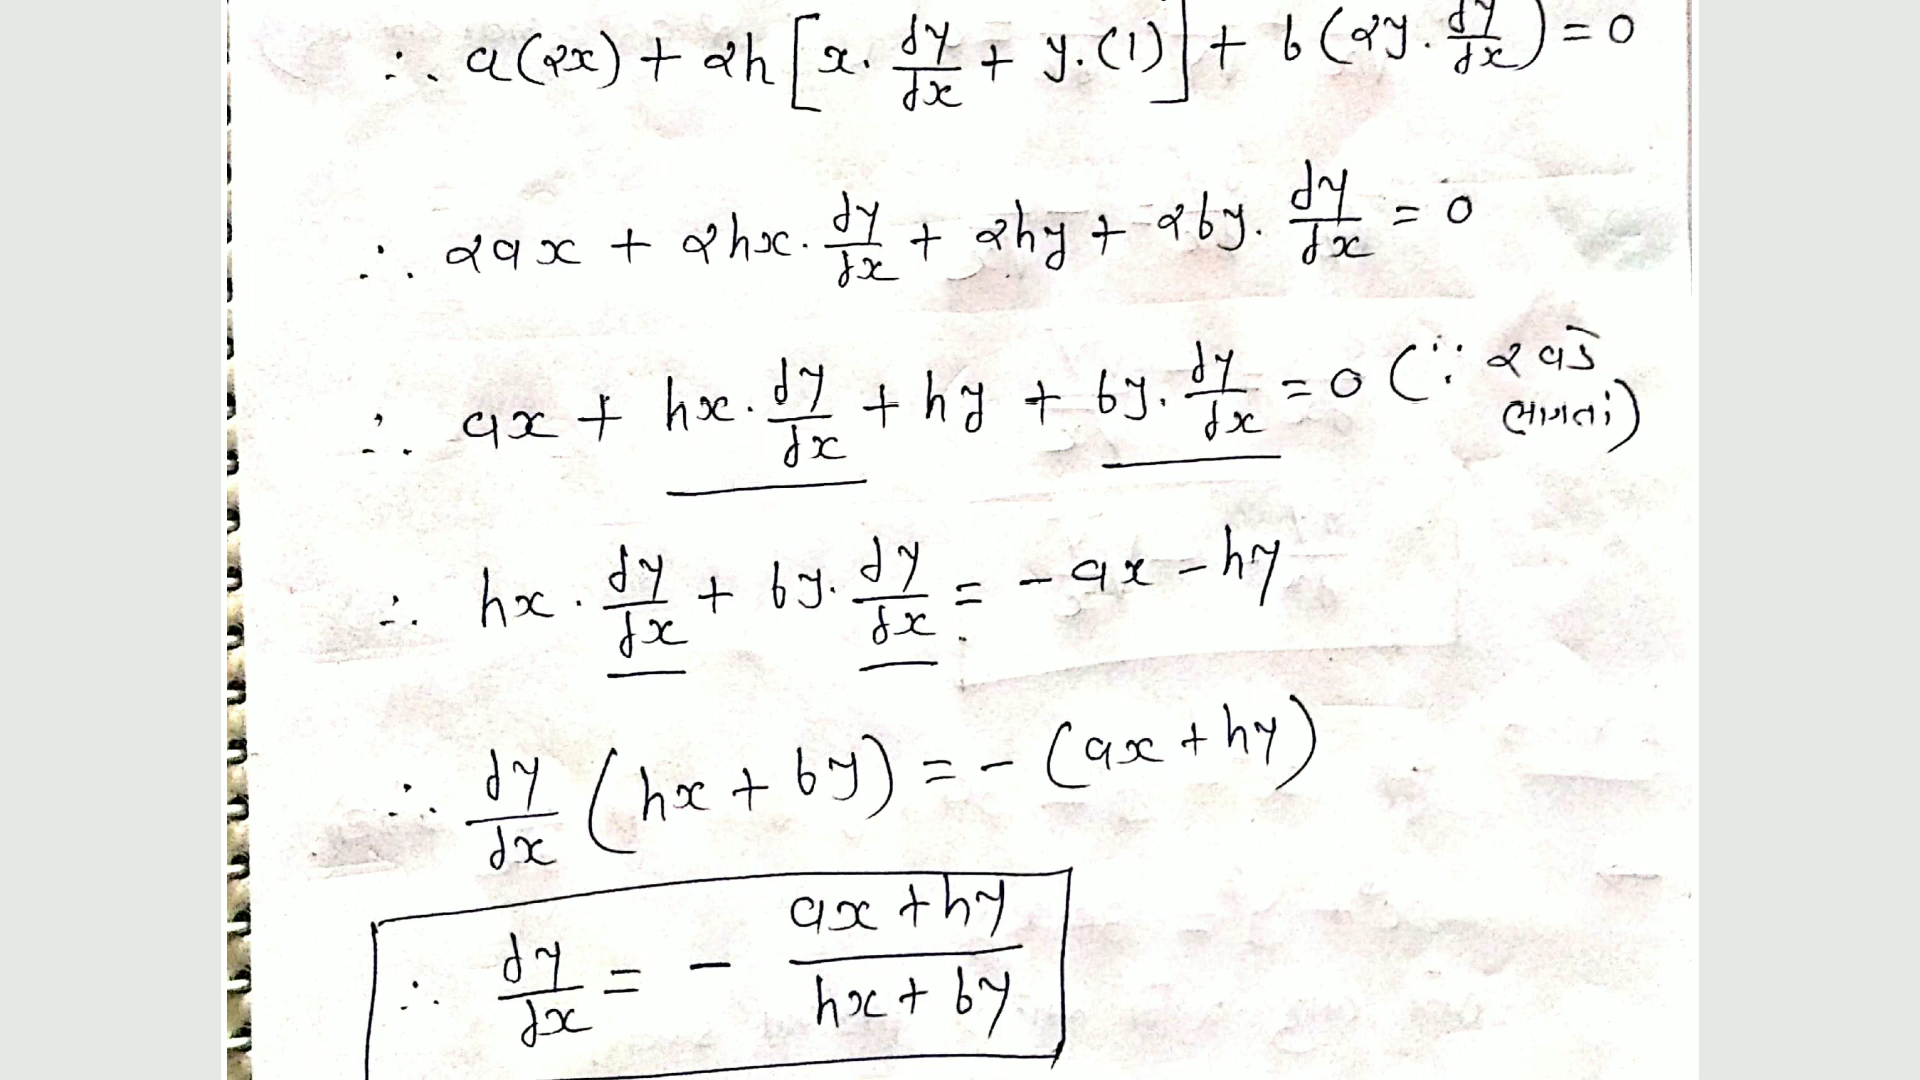 ∴ a(2x) + 2h[x. dy/dx + y.(1)] + b(2y. dy/dx) = 0
∴ 2ax + 2hx. dy/dx + 2hy + 2by. dy/dx = 0
∴ ax + hx. dy/dx + hy + by. dy/dx = 0 (∵ ૨ વડે ભાગતાં)
∴ hx. dy/dx + by. dy/dx = - ax - hy
∴ dy/dx (hx + by) = - (ax + hy)
∴ dy/dx = - (ax + hy)/(hx + by)